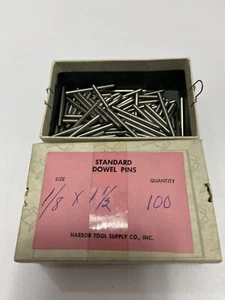 STANDARD
DOWEL PINS
SIZE QUANTITY
1/8 X 1 1/2 100
HARBOR TOOL SUPPLY CO., INC.